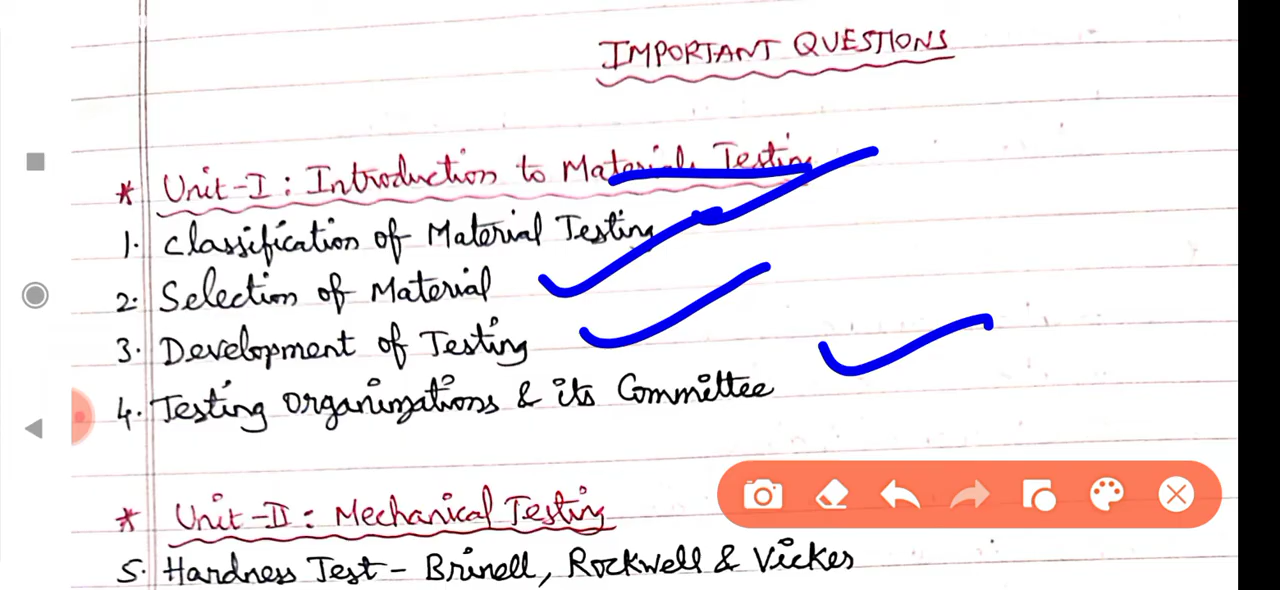 IMPORTANT QUESTIONS
* Unit-I : Introduction to Materials Testing
1. Classification of Material Testing
2. Selection of Material
3. Development of Testing
4. Testing Organizations & its Committee
* Unit-II : Mechanical Testing
5. Hardness Test - Brinell, Rockwell & Vicker